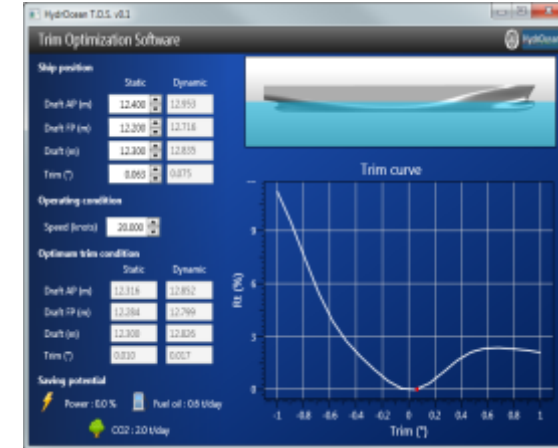 HydrOcean T.O.S. v0.1
Trim Optimization Software
HydrOcean
Ship position
Static Dynamic
Draft AP (m) 12.400 12.953
Draft FP (m) 12.200 12.716
Draft (m) 12.300 12.835
Trim (°) 0.063 0.075
Operating condition
Speed (knots) 20.000
Optimum trim condition
Static Dynamic
Draft AP (m) 12.316 12.852
Draft FP (m) 12.284 12.799
Draft (m) 12.300 12.826
Trim (°) 0.010 0.017
Saving potential
Power : 0.0 % Fuel oil : 0.6 t/day
CO2 : 2.0 t/day
Trim curve
Rt (%)
9
6
3
0
-1 -0.8 -0.6 -0.4 -0.2 0 0.2 0.4 0.6 0.8 1
Trim (°)